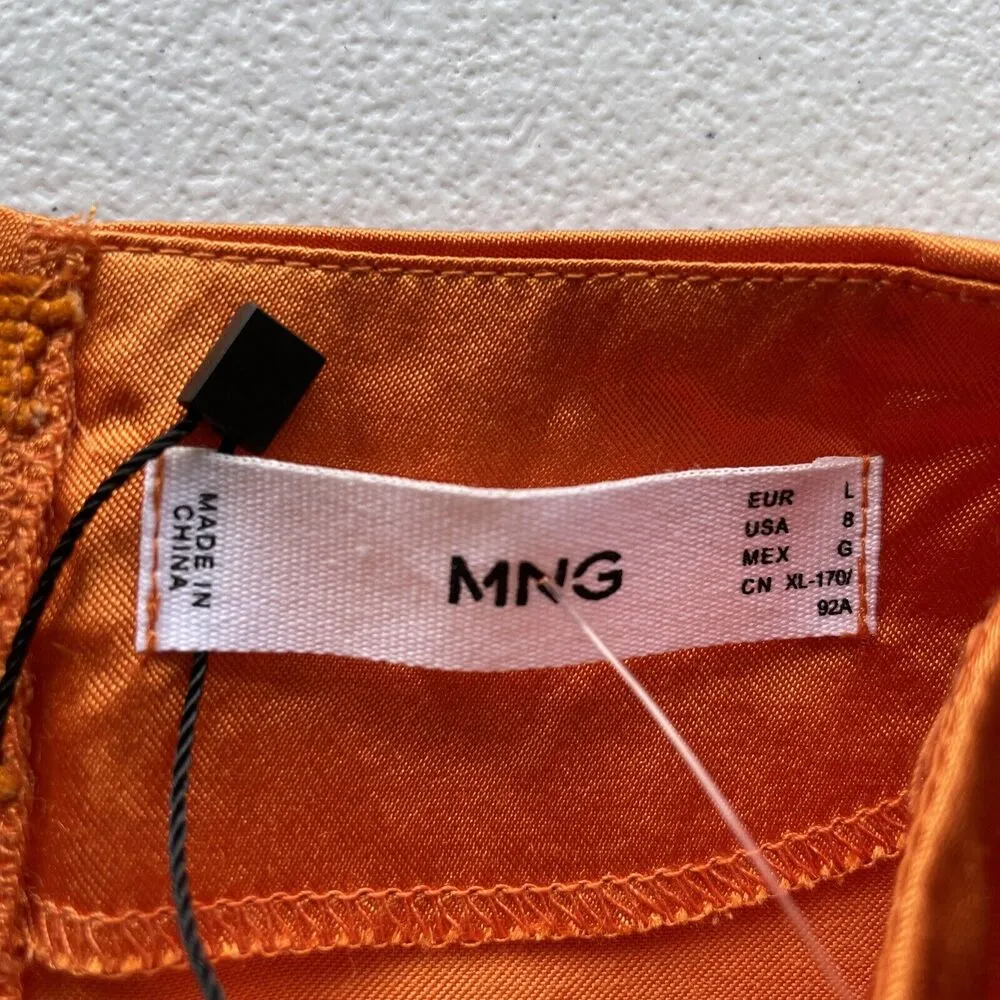 MADE IN
CHINA
MNG
EUR L
USA 8
MEX G
CN XL-170/
92A